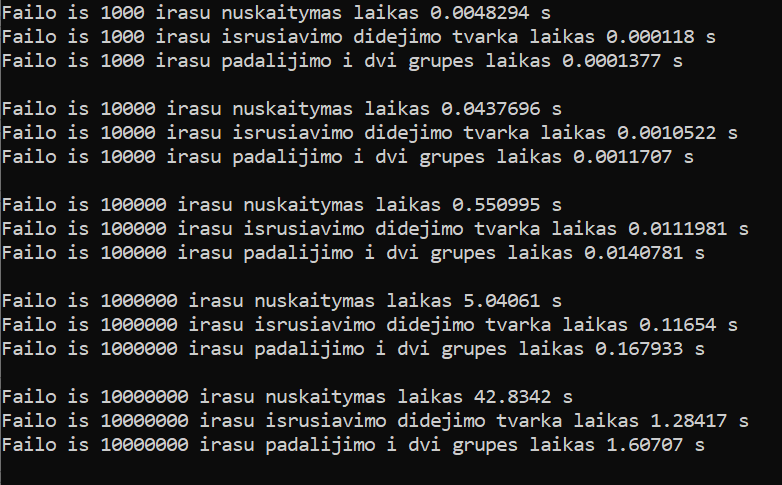 Failo is 1000 irasu nuskaitymas laikas 0.0048294 s
Failo is 1000 irasu isrusiavimo didejimo tvarka laikas 0.000118 s
Failo is 1000 irasu padalijimo i dvi grupes laikas 0.0001377 s
Failo is 10000 irasu nuskaitymas laikas 0.0437696 s
Failo is 10000 irasu isrusiavimo didejimo tvarka laikas 0.0010522 s
Failo is 10000 irasu padalijimo i dvi grupes laikas 0.0011707 s
Failo is 100000 irasu nuskaitymas laikas 0.550995 s
Failo is 100000 irasu isrusiavimo didejimo tvarka laikas 0.0111981 s
Failo is 100000 irasu padalijimo i dvi grupes laikas 0.0140781 s
Failo is 1000000 irasu nuskaitymas laikas 5.04061 s
Failo is 1000000 irasu isrusiavimo didejimo tvarka laikas 0.11654 s
Failo is 1000000 irasu padalijimo i dvi grupes laikas 0.167933 s
Failo is 10000000 irasu nuskaitymas laikas 42.8342 s
Failo is 10000000 irasu isrusiavimo didejimo tvarka laikas 1.28417 s
Failo is 10000000 irasu padalijimo i dvi grupes laikas 1.60707 s